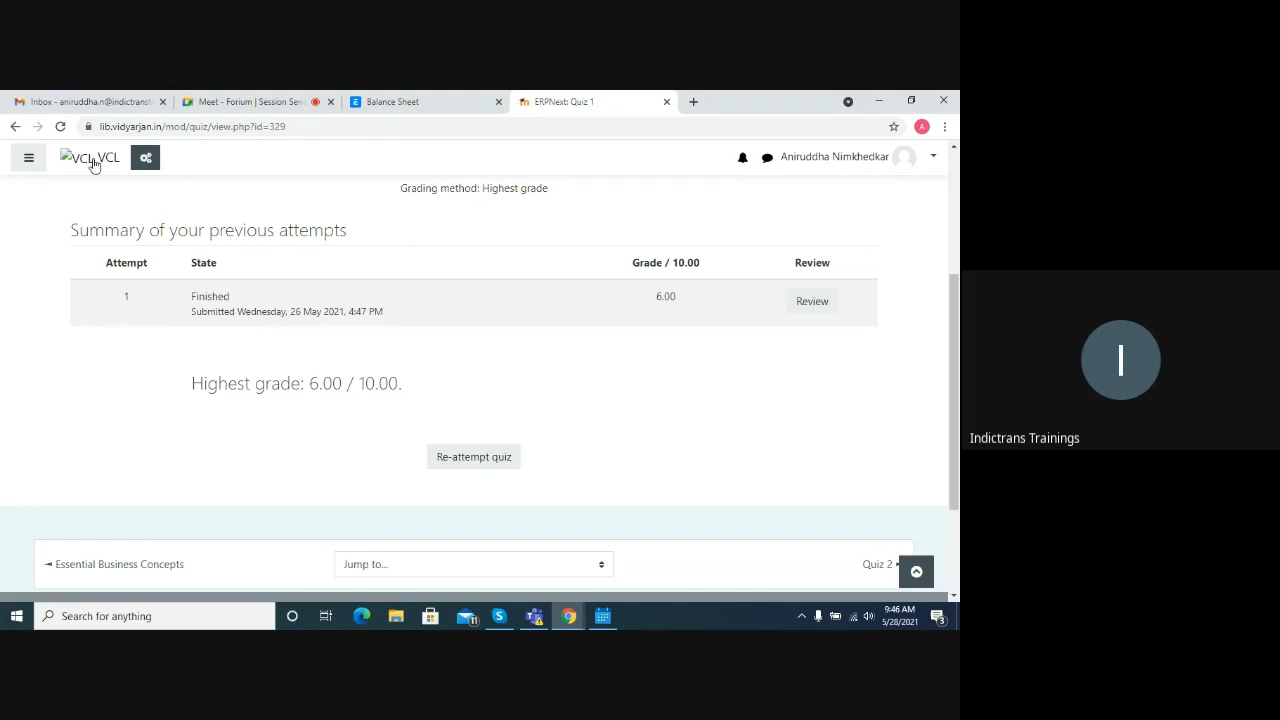 Inbox - aniruddha.n@indictrans
Meet - Forium | Session Seri
Balance Sheet
ERPNext: Quiz 1
lib.vidyarjan.in/mod/quiz/view.php?id=329
A
VCL VCL
Aniruddha Nimkhedkar
Grading method: Highest grade
Summary of your previous attempts
Attempt State Grade / 10.00 Review
1 Finished 6.00 Review
Submitted Wednesday, 26 May 2021, 4:47 PM
Highest grade: 6.00 / 10.00.
Re-attempt quiz
Essential Business Concepts
Jump to...
Quiz 2
Search for anything
11
9:46 AM
5/28/2021
3
I
Indictrans Trainings